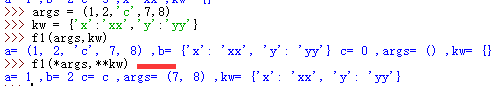 >>> args = (1,2,'c',7,8)
>>> kw = {'x':'xx','y':'yy'}
>>> f1(args,kw)
a= (1, 2, 'c', 7, 8) ,b= {'x': 'xx', 'y': 'yy'} c= 0 ,args= () ,kw= {}
>>> f1(*args,**kw)
a= 1 ,b= 2 c= c ,args= (7, 8) ,kw= {'x': 'xx', 'y': 'yy'}